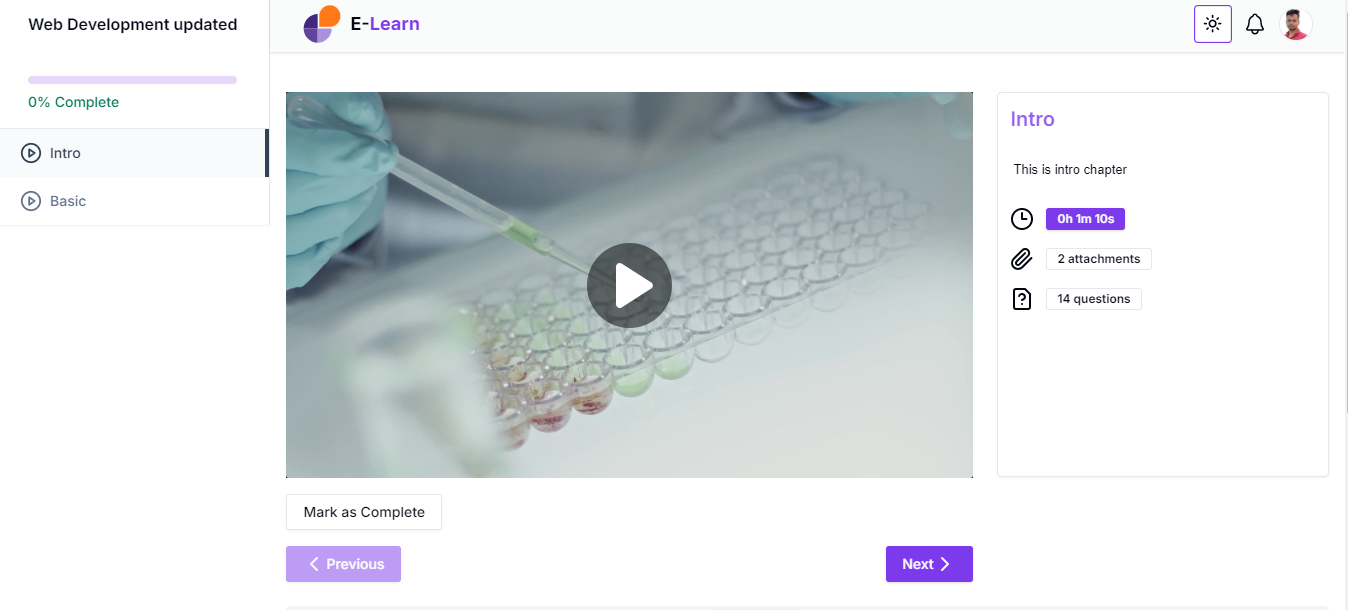 Web Development updated
0% Complete
Intro
Basic
E-Learn
Intro
This is intro chapter
0h 1m 10s
2 attachments
14 questions
Mark as Complete
Previous
Next